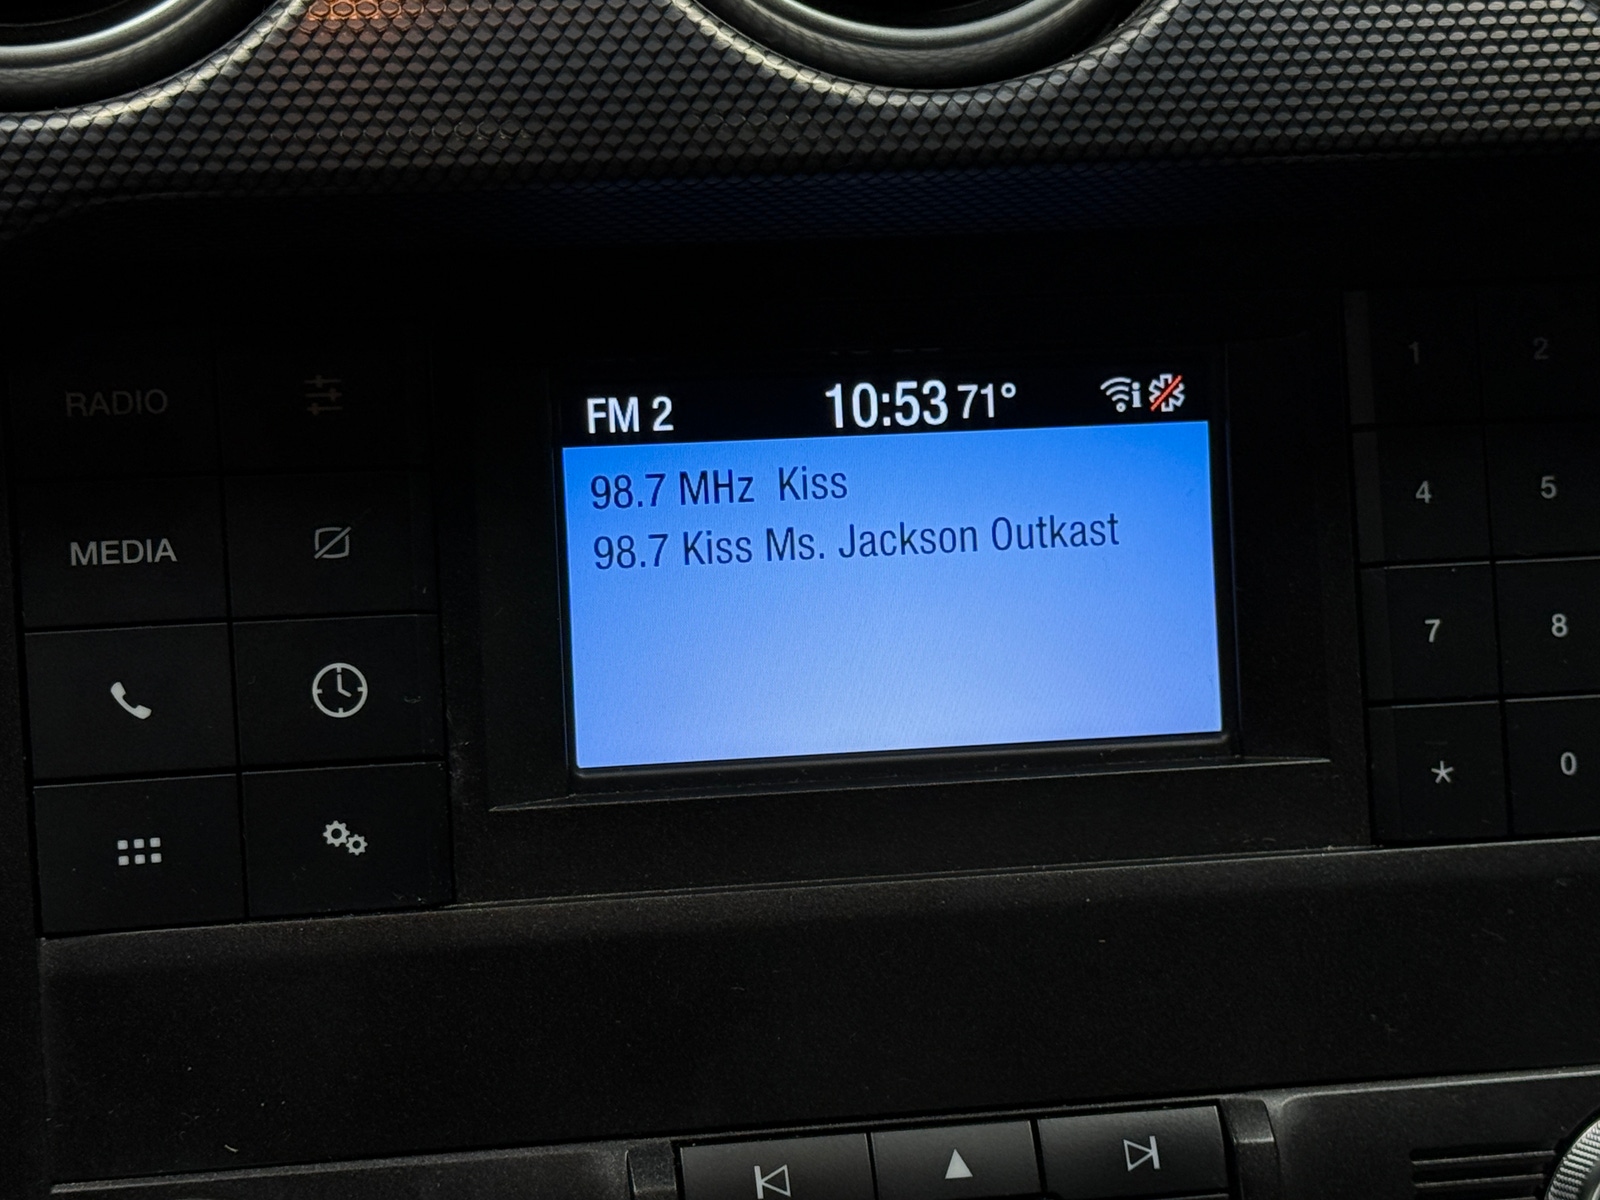 FM 2 10:53 71°
98.7 MHz Kiss
98.7 Kiss Ms. Jackson Outkast
RADIO
MEDIA
1 2
4 5
7 8
* 0